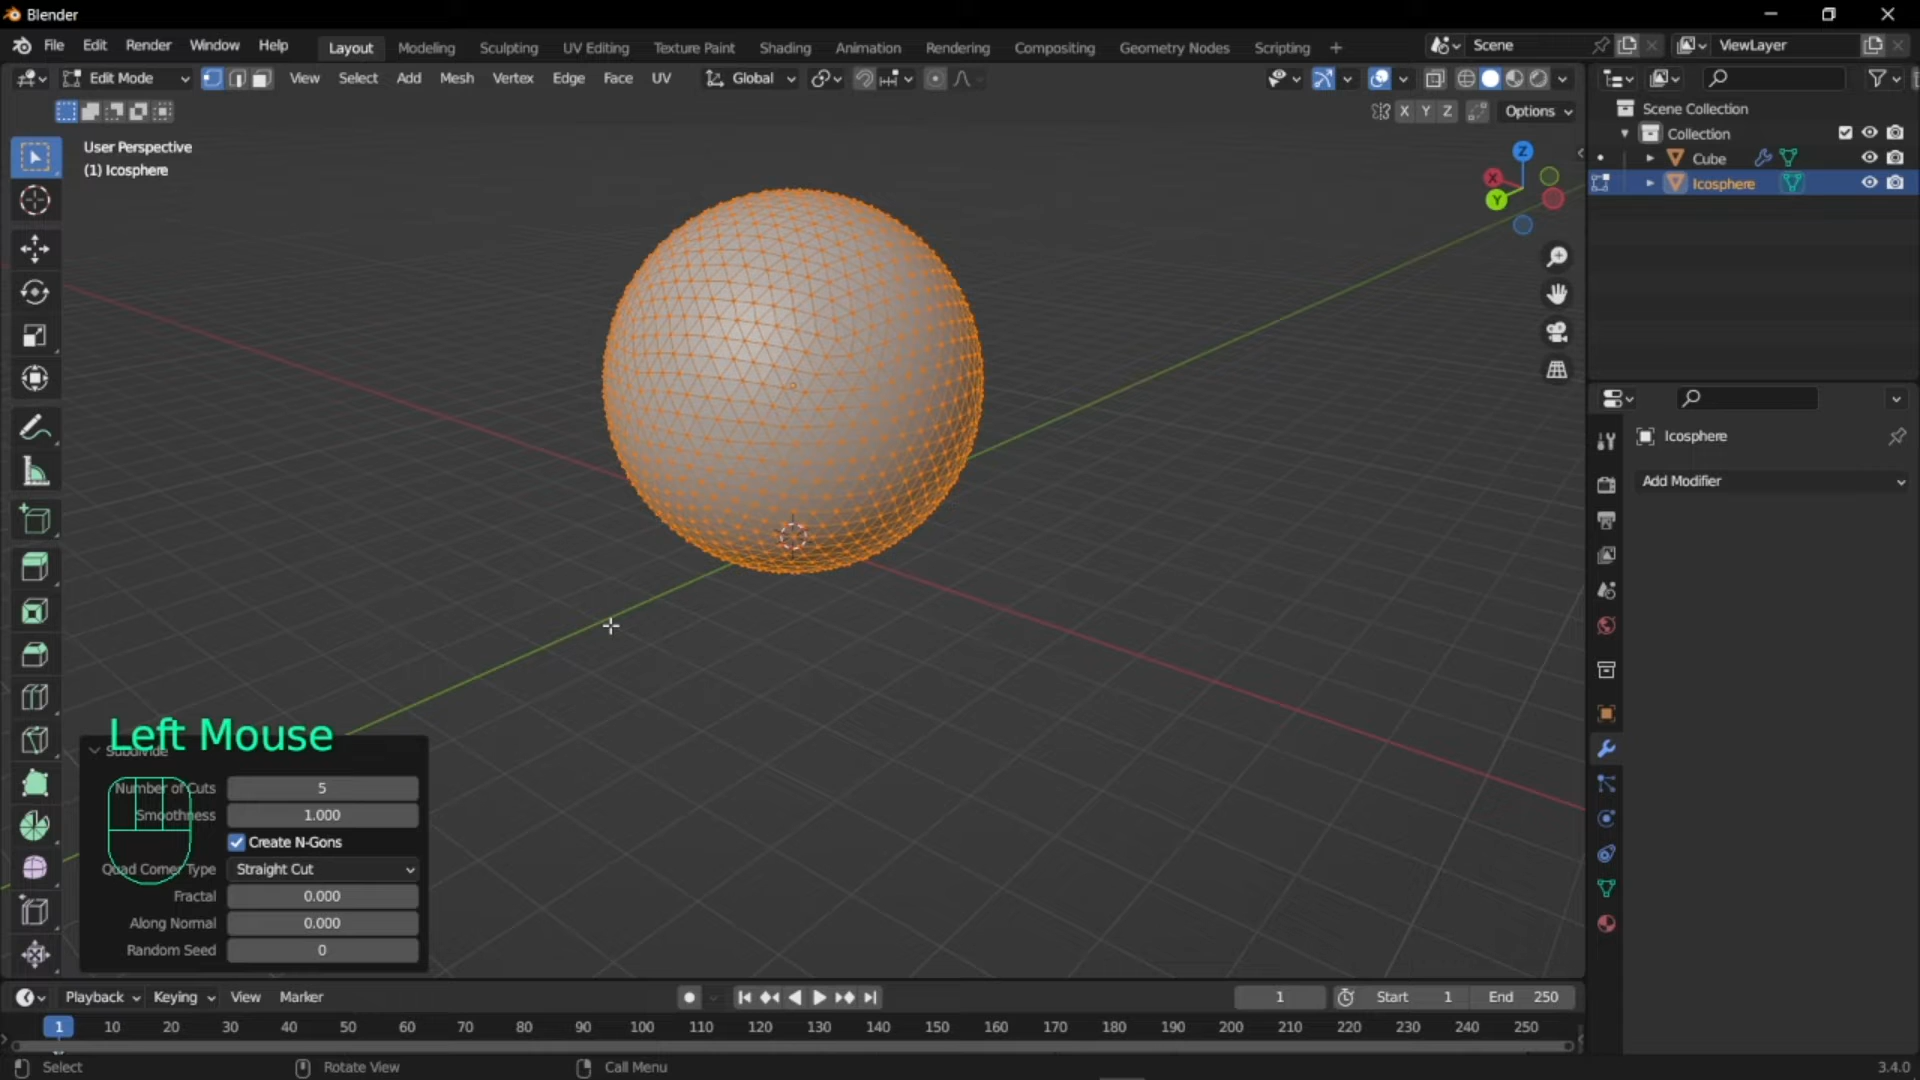 Blender
File Edit Render Window Help Layout Modeling Sculpting UV Editing Texture Paint Shading Animation Rendering Compositing Geometry Nodes Scripting + Scene ViewLayer
Edit Mode View Select Add Mesh Vertex Edge Face UV Global
X Y Z Options
User Perspective
(1) Icosphere
Z
X
Y
Scene Collection
Collection
Cube
Icosphere
Icosphere
Add Modifier
Left Mouse
Subdivide
Number of Cuts 5
Smoothness 1.000
Create N-Gons
Quad Corner Type Straight Cut
Fractal 0.000
Along Normal 0.000
Random Seed 0
Playback Keying View Marker 1 Start 1 End 250
1 10 20 30 40 50 60 70 80 90 100 110 120 130 140 150 160 170 180 190 200 210 220 230 240 250
Select Rotate View Call Menu 3.4.0